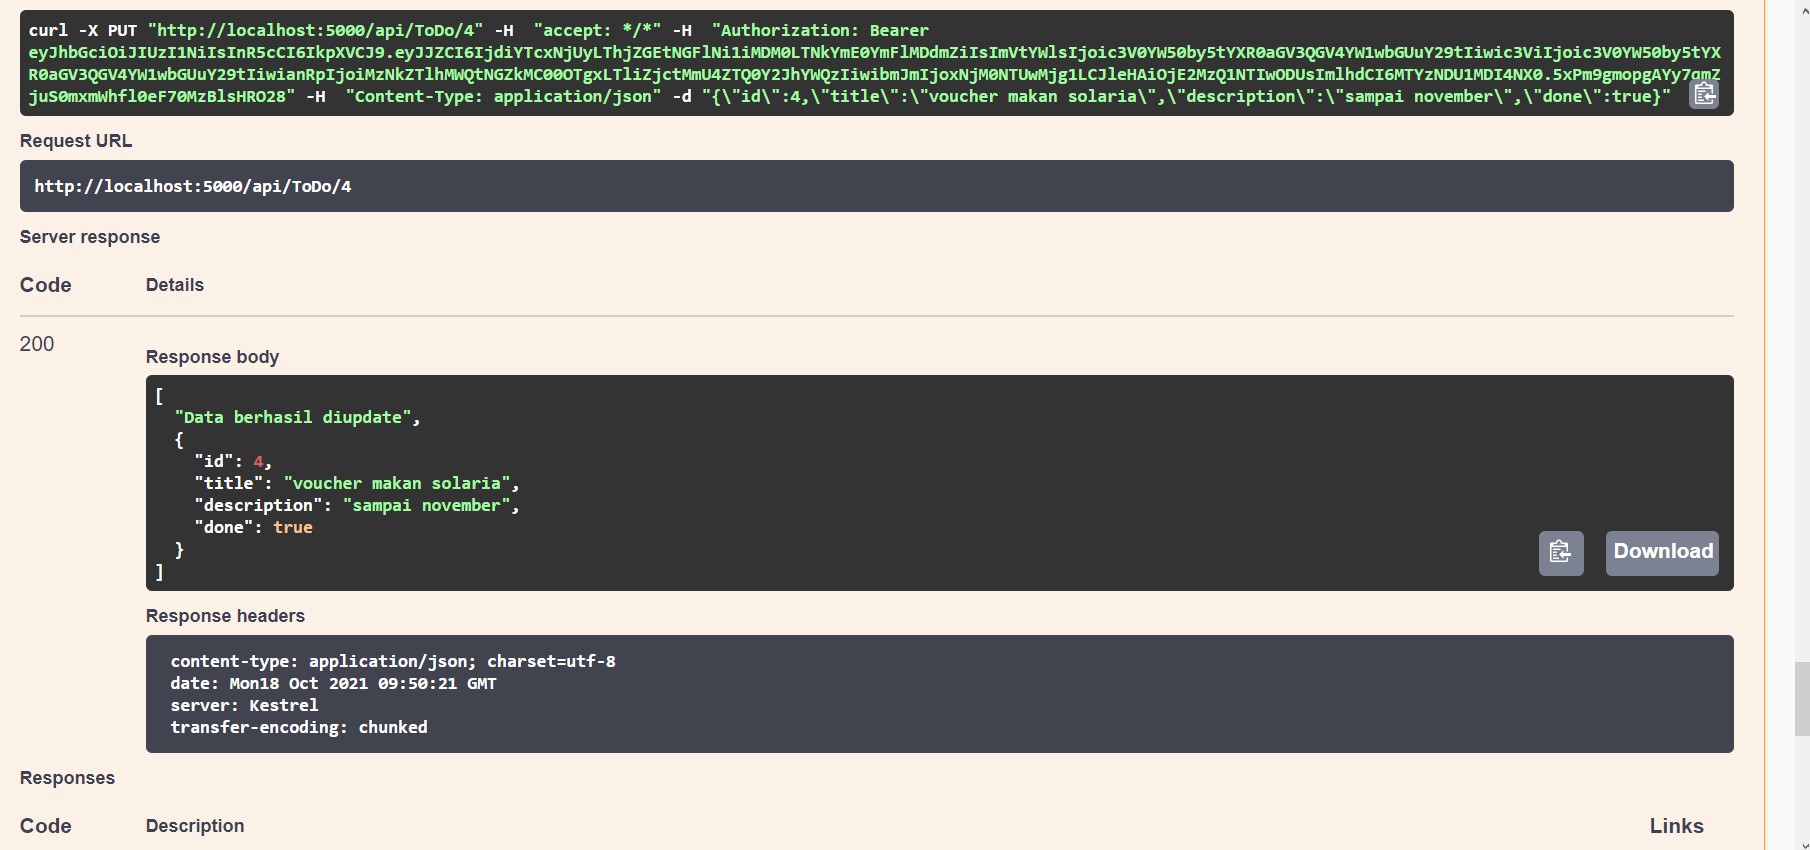 curl -X PUT "http://localhost:5000/api/ToDo/4" -H  "accept: */*" -H  "Authorization: Bearer
eyJhbGciOiJIUzI1NiIsInR5cCI6IkpXVCJ9.eyJJZCI6IjdiYTcxNjUyLThjZGEtNGFlNi1iMDM0LTNkYmE0YmFlMDdmZiIsImVtYWlsIjoic3V0YW50by5tYXR0aGV3QGV4YW1wbGUuY29tIiwic3ViIjoic3V0YW50by5tYX
R0aGV3QGV4YW1wbGUuY29tIiwianRpIjoiMzNkZTlhMWQtNGZkMC00OTgxLTliZjctMmU4ZTQ0Y2JhYWQzIiwibmJmIjoxNjM0NTUwMjg1LCJleHAiOjE2MzQ1NTIwODUsImlhdCI6MTYzNDU1MDI4NX0.5xPm9gmopgAYy7qmZ
juS0mxmWhfl0eF70MzBlsHRO28" -H  "Content-Type: application/json" -d "{\"id\":4,\"title\":\"voucher makan solaria\",\"description\":\"sampai november\",\"done\":true}"
Request URL
http://localhost:5000/api/ToDo/4
Server response
Code Details
200
Response body
[
"Data berhasil diupdate",
{
"id": 4,
"title": "voucher makan solaria",
"description": "sampai november",
"done": true
}
]
Download
Response headers
content-type: application/json; charset=utf-8
date: Mon18 Oct 2021 09:50:21 GMT
server: Kestrel
transfer-encoding: chunked
Responses
Code Description Links